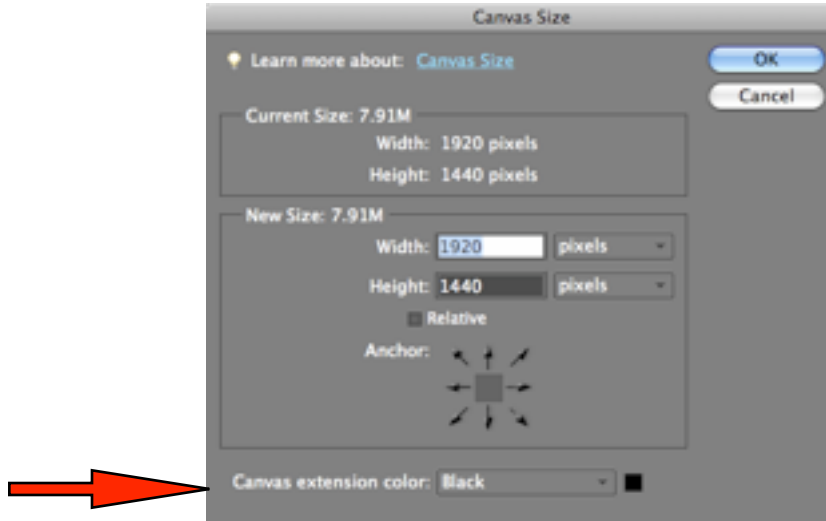 Canvas Size
Learn more about: Canvas Size
OK
Cancel
Current Size: 7.91M
Width: 1920 pixels
Height: 1440 pixels
New Size: 7.91M
Width: 1920 pixels
Height: 1440 pixels
Relative
Anchor:
Canvas extension color: Black